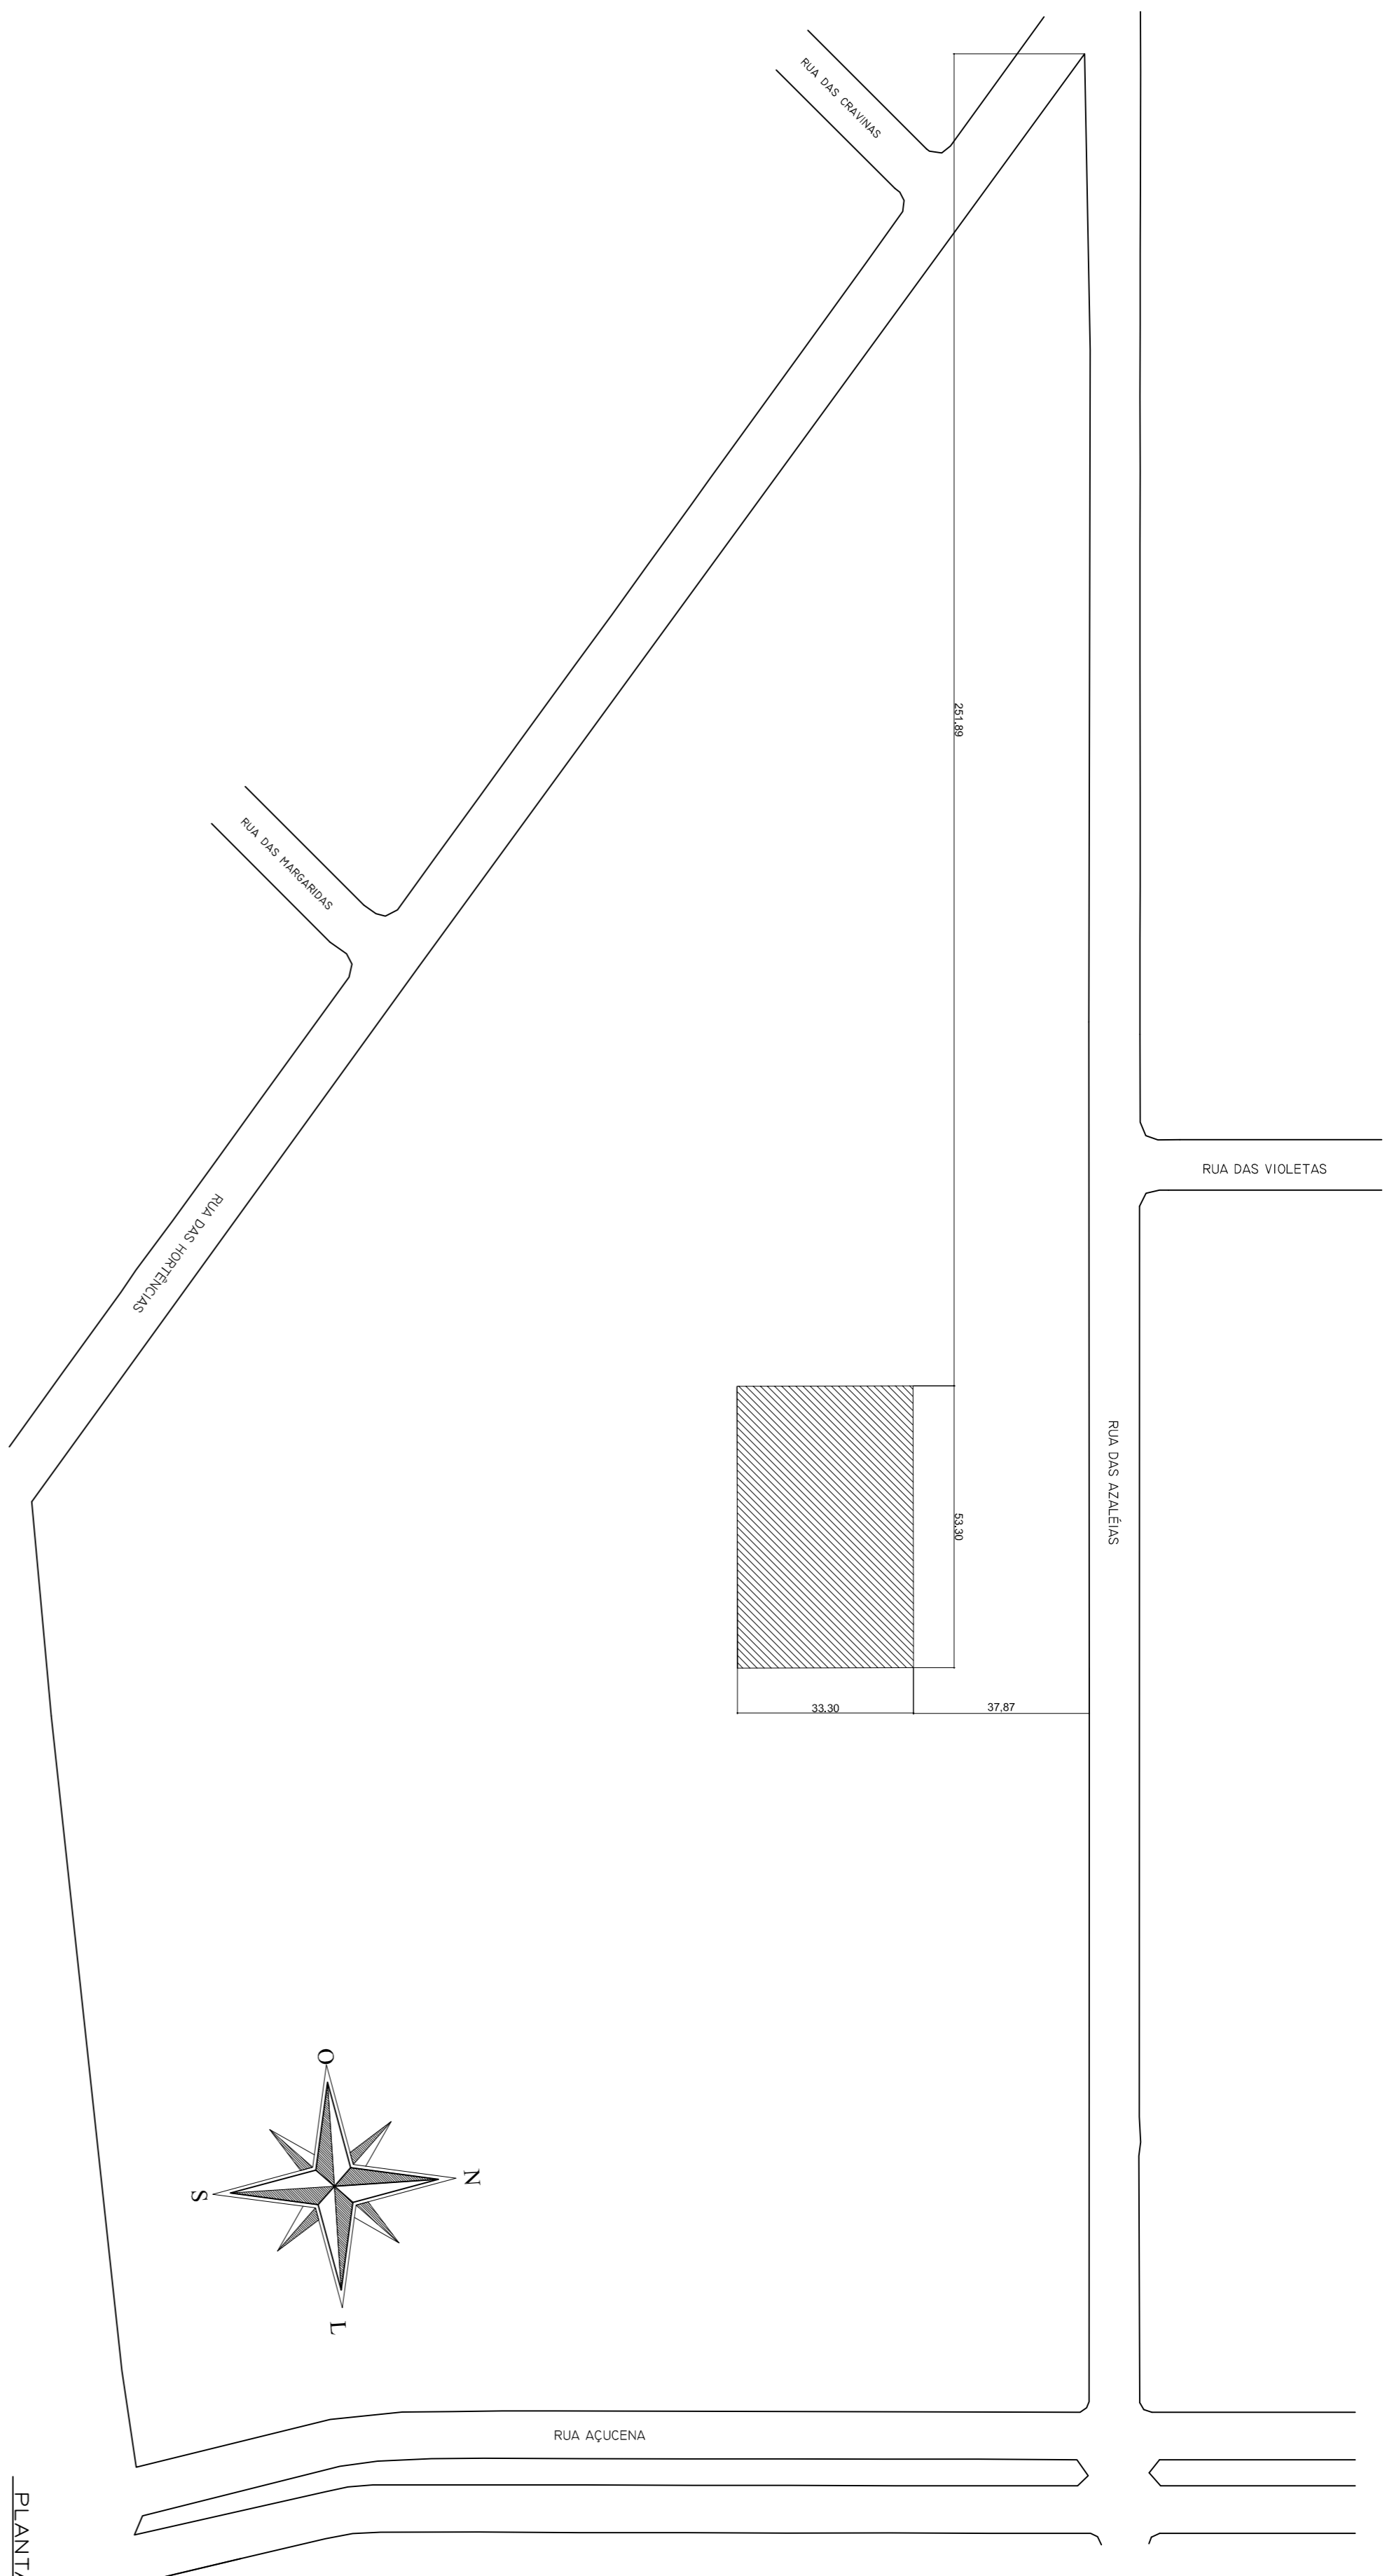 RUA DAS CRAVINAS
251,89
RUA DAS MARGARIDAS
RUA DAS VIOLETAS
RUA DAS HORTÊNCIAS
RUA DAS AZALÉIAS
53,30
33,30
37,87
O
N
S
L
RUA AÇUCENA
PLANTA